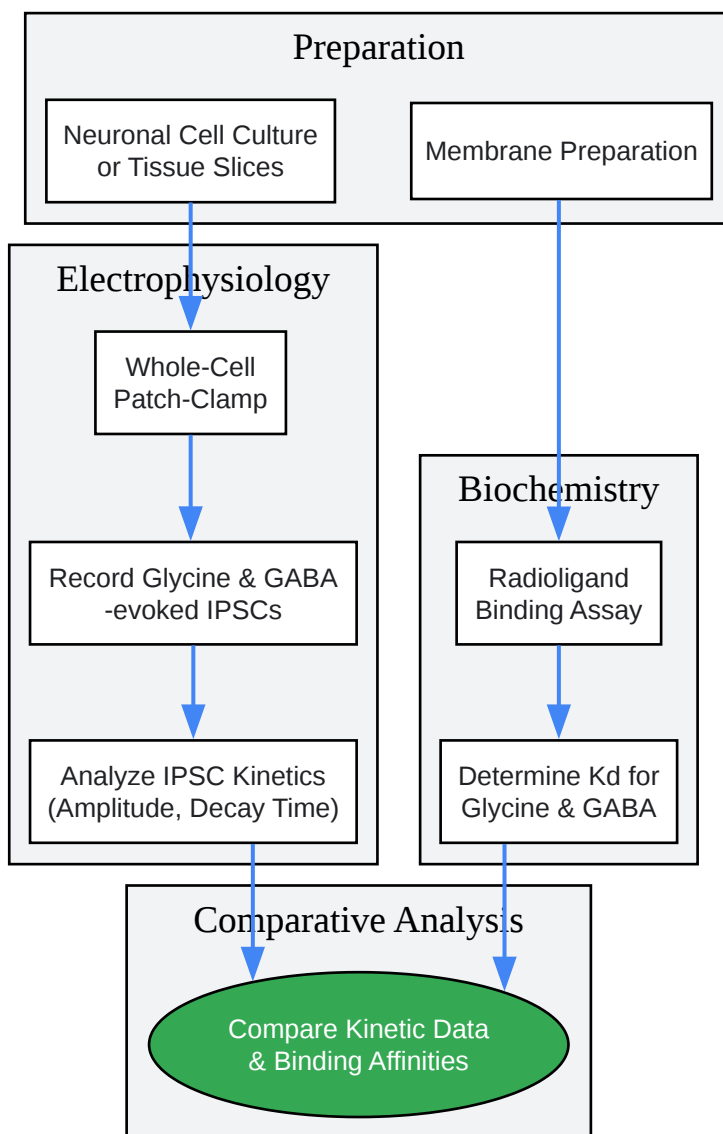 Preparation
Neuronal Cell Culture
or Tissue Slices
Membrane Preparation
Electrophysiology
Whole-Cell
Patch-Clamp
Record Glycine & GABA
-evoked IPSCs
Analyze IPSC Kinetics
(Amplitude, Decay Time)
Biochemistry
Radioligand
Binding Assay
Determine Kd for
Glycine & GABA
Comparative Analysis
Compare Kinetic Data
& Binding Affinities